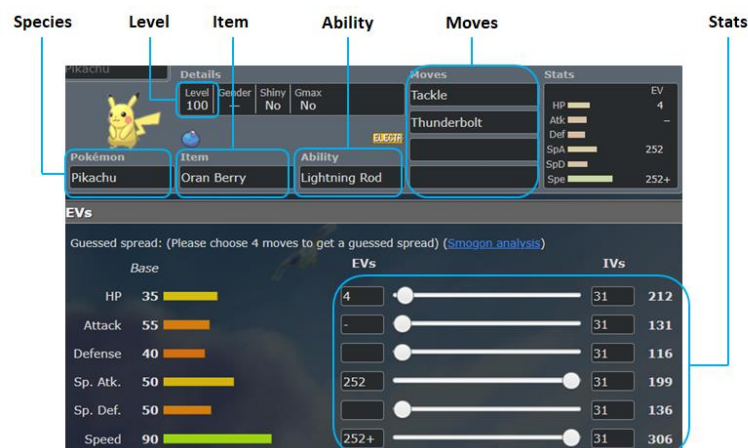 Species Level Item Ability Moves Stats
Pikachu Details Moves Stats
Level Gender Shiny Gmax EV
100 — No No
Tackle
HP 4
Thunderbolt
Atk –
Def
ELECTR
SpA 252
SpD
Spe 252+
Pokémon Item Ability
Pikachu Oran Berry Lightning Rod
EVs
Guessed spread: (Please choose 4 moves to get a guessed spread) (Smogon analysis)
Base EVs IVs
HP 35 4 31 212
Attack 55 - 31 131
Defense 40 31 116
Sp. Atk. 50 252 31 199
Sp. Def. 50 31 136
Speed 90 252+ 31 306